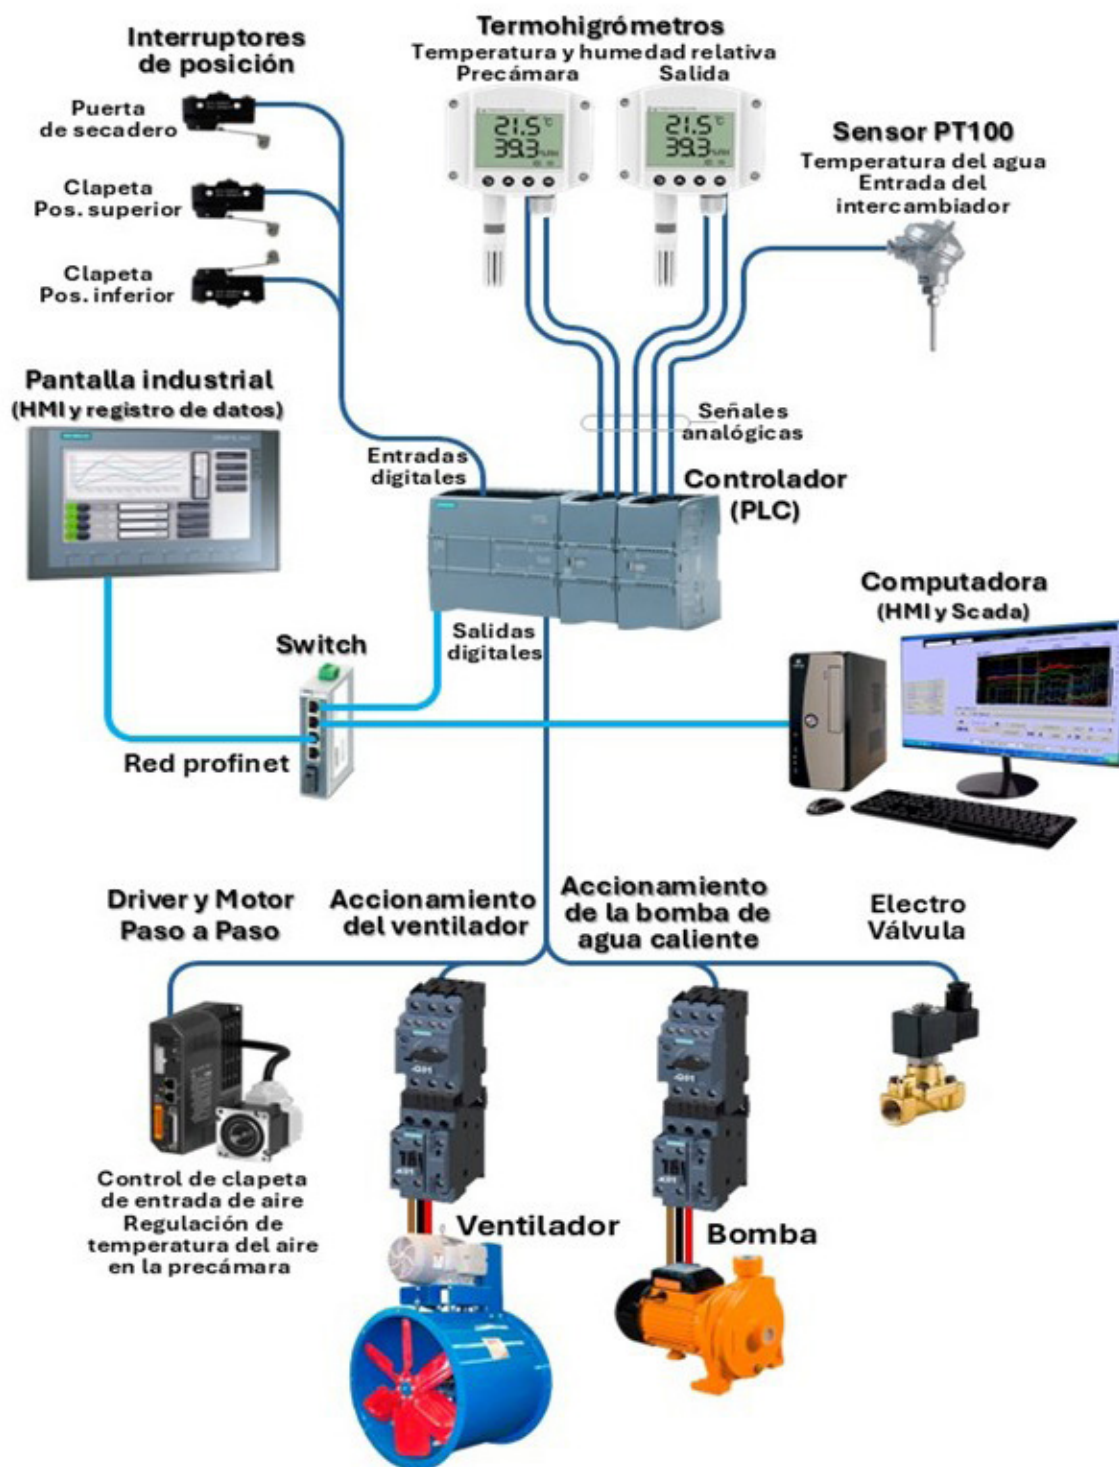 Interruptores
de posición
Puerta
de secadero
Clapeta
Pos. superior
Clapeta
Pos. inferior
Termohigrómetros
Temperatura y humedad relativa
Precámara
Salida
21.5 °C
39.3 %RH
21.5 °C
39.3 %RH
Sensor PT100
Temperatura del agua
Entrada del
intercambiador
Pantalla industrial
(HMI y registro de datos)
Señales
analógicas
Entradas
digitales
Controlador
(PLC)
Salidas
digitales
Switch
Red profinet
Computadora
(HMI y Scada)
Driver y Motor
Paso a Paso
Accionamiento
del ventilador
Accionamiento
de la bomba de
agua caliente
Electro
Válvula
Control de clapeta
de entrada de aire
Regulación de
temperatura del aire
en la precámara
Ventilador
Bomba